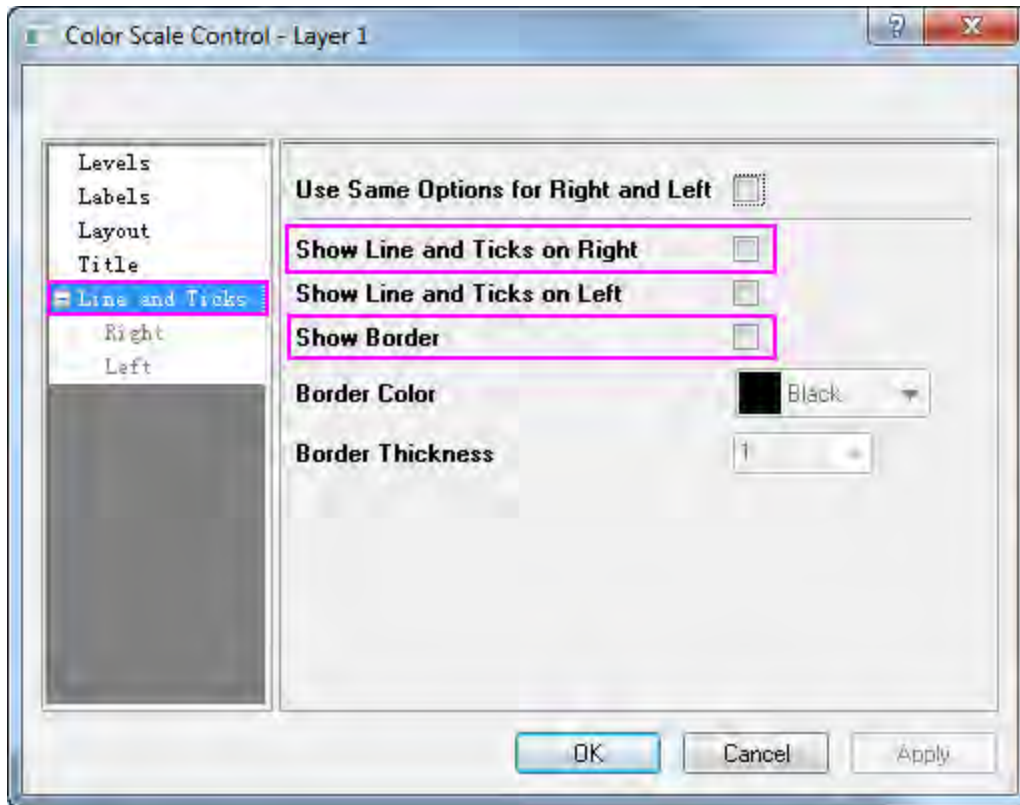 Color Scale Control - Layer 1
Levels
Labels
Layout
Title
Line and Ticks
Right
Left
Use Same Options for Right and Left
Show Line and Ticks on Right
Show Line and Ticks on Left
Show Border
Border Color
Black
Border Thickness
1
OK
Cancel
Apply